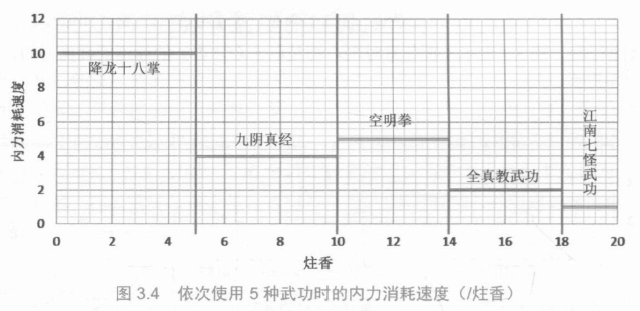 12
10
8
6
4
2
0
内力消耗速度
降龙十八掌
九阴真经
空明拳
全真教武功
江南七怪武功
0 2 4 6 8 10 12 14 16 18 20
炷香
图 3.4 依次使用 5 种武功时的内力消耗速度（/炷香）